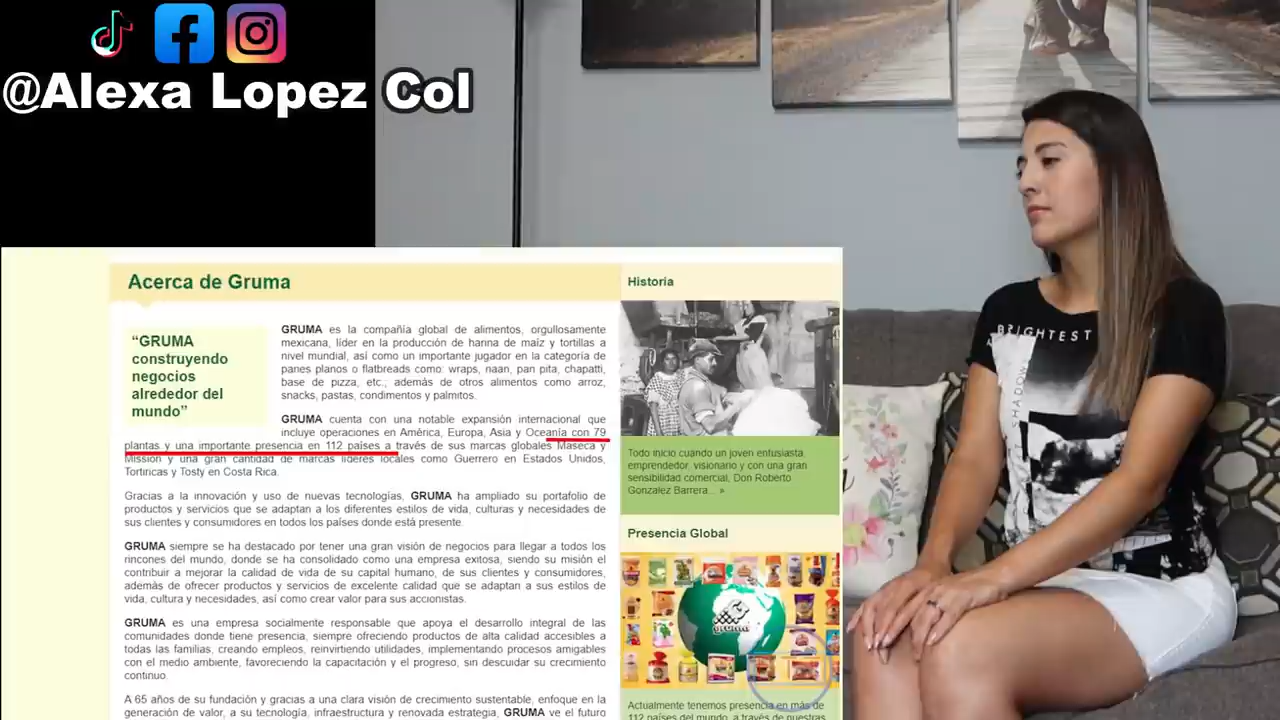 @Alexa Lopez Col
Acerca de Gruma
“GRUMA
construyendo
negocios
alrededor del
mundo”
GRUMA es la compañía global de alimentos, orgullosamente
mexicana, líder en la producción de harina de maíz y tortillas a
nivel mundial, así como un importante jugador en la categoría de
panes planos o flatbreads como: wraps, naan, pan pita, chapatti,
base de pizza, etc.; además de otros alimentos como arroz,
snacks, pastas, condimentos y palmitos.
GRUMA cuenta con una notable expansión internacional que
incluye operaciones en América, Europa, Asia y Oceanía con 79
plantas y una importante presencia en 112 países a través de sus marcas globales Maseca y
Mission y una gran cantidad de marcas líderes locales como Guerrero en Estados Unidos,
Tortiricas y Tosty en Costa Rica.
Gracias a la innovación y uso de nuevas tecnologías, GRUMA ha ampliado su portafolio de
productos y servicios que se adaptan a los diferentes estilos de vida, culturas y necesidades de
sus clientes y consumidores en todos los países donde está presente.
GRUMA siempre se ha destacado por tener una gran visión de negocios para llegar a todos los
rincones del mundo, donde se ha consolidado como una empresa exitosa, siendo su misión el
contribuir a mejorar la calidad de vida de su capital humano, de sus clientes y consumidores,
además de ofrecer productos y servicios de excelente calidad que se adaptan a sus estilos de
vida, cultura y necesidades, así como crear valor para sus accionistas.
GRUMA es una empresa socialmente responsable que apoya el desarrollo integral de las
comunidades donde tiene presencia, siempre ofreciendo productos de alta calidad accesibles a
todas las familias, creando empleos, reinvirtiendo utilidades, implementando procesos amigables
con el medio ambiente, favoreciendo la capacitación y el progreso, sin descuidar su crecimiento
continuo.
A 65 años de su fundación y gracias a una clara visión de crecimiento sustentable, enfoque en la
generación de valor, a su tecnología, infraestructura y renovada estrategia, GRUMA ve el futuro
Historia
Todo inicio cuando un joven entusiasta,
emprendedor, visionario y con una gran
sensibilidad comercial, Don Roberto
Gonzalez Barrera... »
Presencia Global
gruma
Actualmente tenemos presencia en más de
112 países del mundo, a través de nuestras
BRIGHTEST
SHADOW